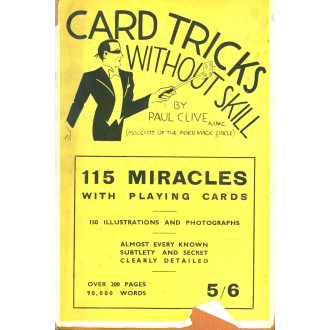 CARD TRICKS
WITHOUT SKILL
BY
PAUL CLIVE A.I.M.C.
(ASSOCIATE OF THE INNER MAGIC CIRCLE)
115 MIRACLES
WITH PLAYING CARDS
150 ILLUSTRATIONS AND PHOTOGRAPHS
ALMOST EVERY KNOWN
SUBTLETY AND SECRET
CLEARLY DETAILED
OVER 200 PAGES
90,000 WORDS
5/6